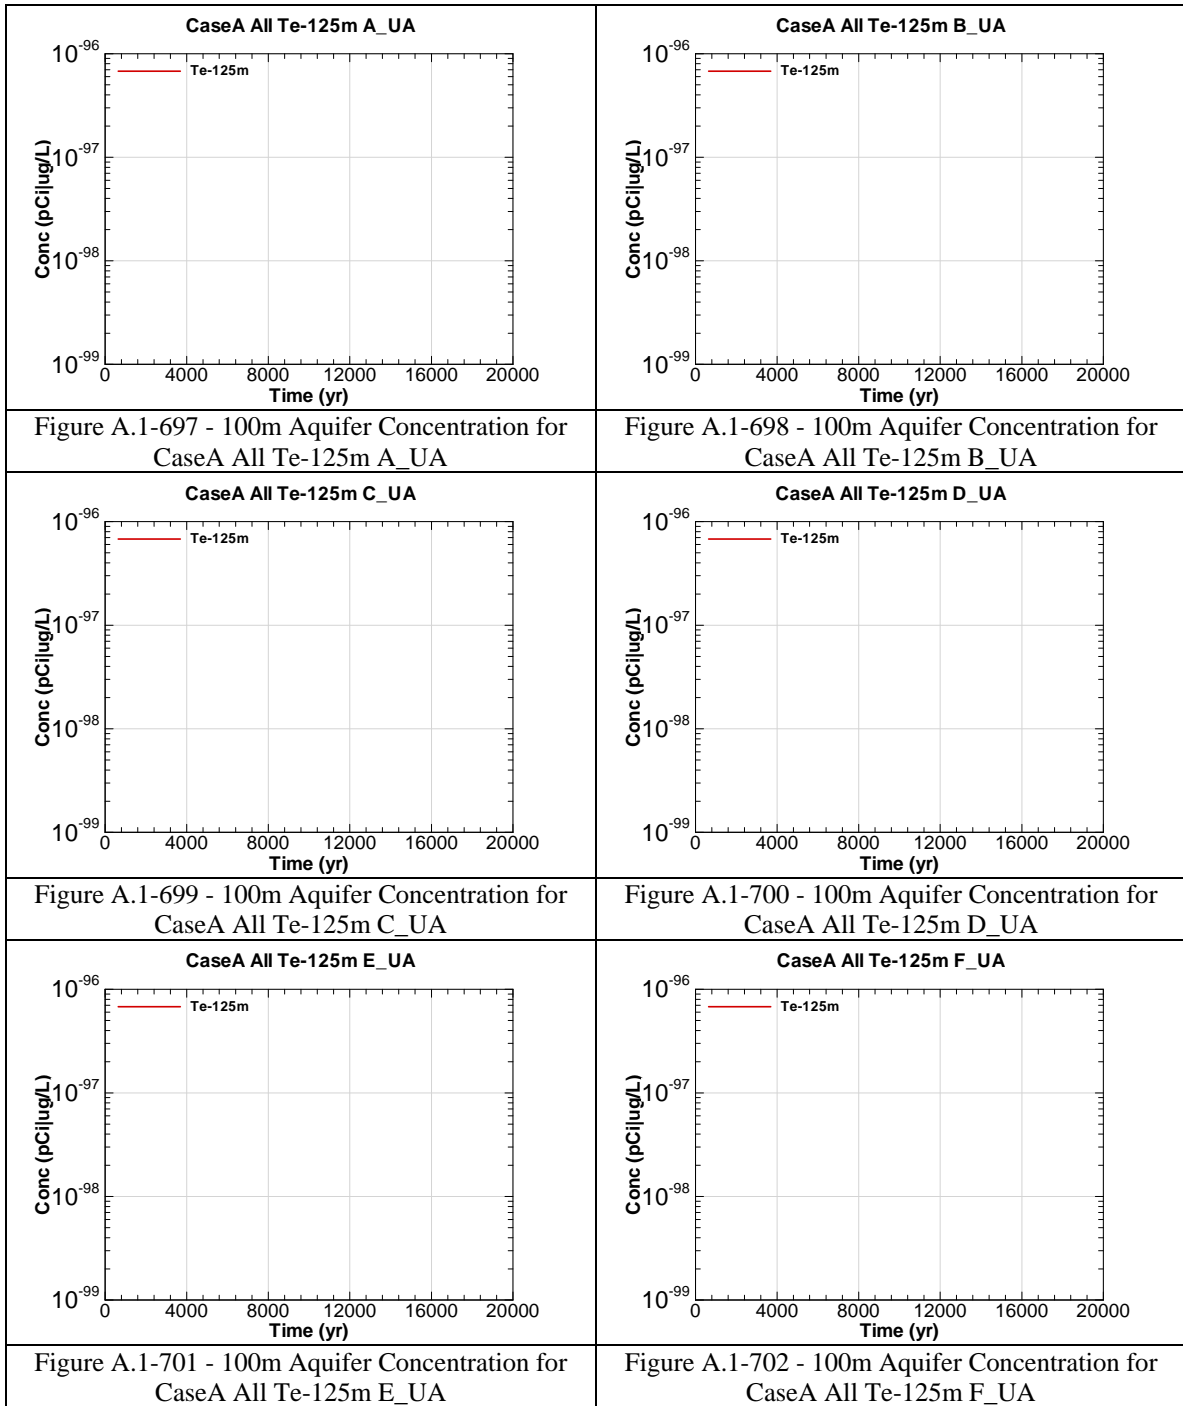 CaseA All Te-125m A_UA
10^-96
Te-125m
10^-97
Conc (pCi|ug/L)
10^-98
10^-99
0 4000 8000 12000 16000 20000
Time (yr)
Figure A.1-697 - 100m Aquifer Concentration for
CaseA All Te-125m A_UA
CaseA All Te-125m B_UA
10^-96
Te-125m
10^-97
Conc (pCi|ug/L)
10^-98
10^-99
0 4000 8000 12000 16000 20000
Time (yr)
Figure A.1-698 - 100m Aquifer Concentration for
CaseA All Te-125m B_UA
CaseA All Te-125m C_UA
10^-96
Te-125m
10^-97
Conc (pCi|ug/L)
10^-98
10^-99
0 4000 8000 12000 16000 20000
Time (yr)
Figure A.1-699 - 100m Aquifer Concentration for
CaseA All Te-125m C_UA
CaseA All Te-125m D_UA
10^-96
Te-125m
10^-97
Conc (pCi|ug/L)
10^-98
10^-99
0 4000 8000 12000 16000 20000
Time (yr)
Figure A.1-700 - 100m Aquifer Concentration for
CaseA All Te-125m D_UA
CaseA All Te-125m E_UA
10^-96
Te-125m
10^-97
Conc (pCi|ug/L)
10^-98
10^-99
0 4000 8000 12000 16000 20000
Time (yr)
Figure A.1-701 - 100m Aquifer Concentration for
CaseA All Te-125m E_UA
CaseA All Te-125m F_UA
10^-96
Te-125m
10^-97
Conc (pCi|ug/L)
10^-98
10^-99
0 4000 8000 12000 16000 20000
Time (yr)
Figure A.1-702 - 100m Aquifer Concentration for
CaseA All Te-125m F_UA